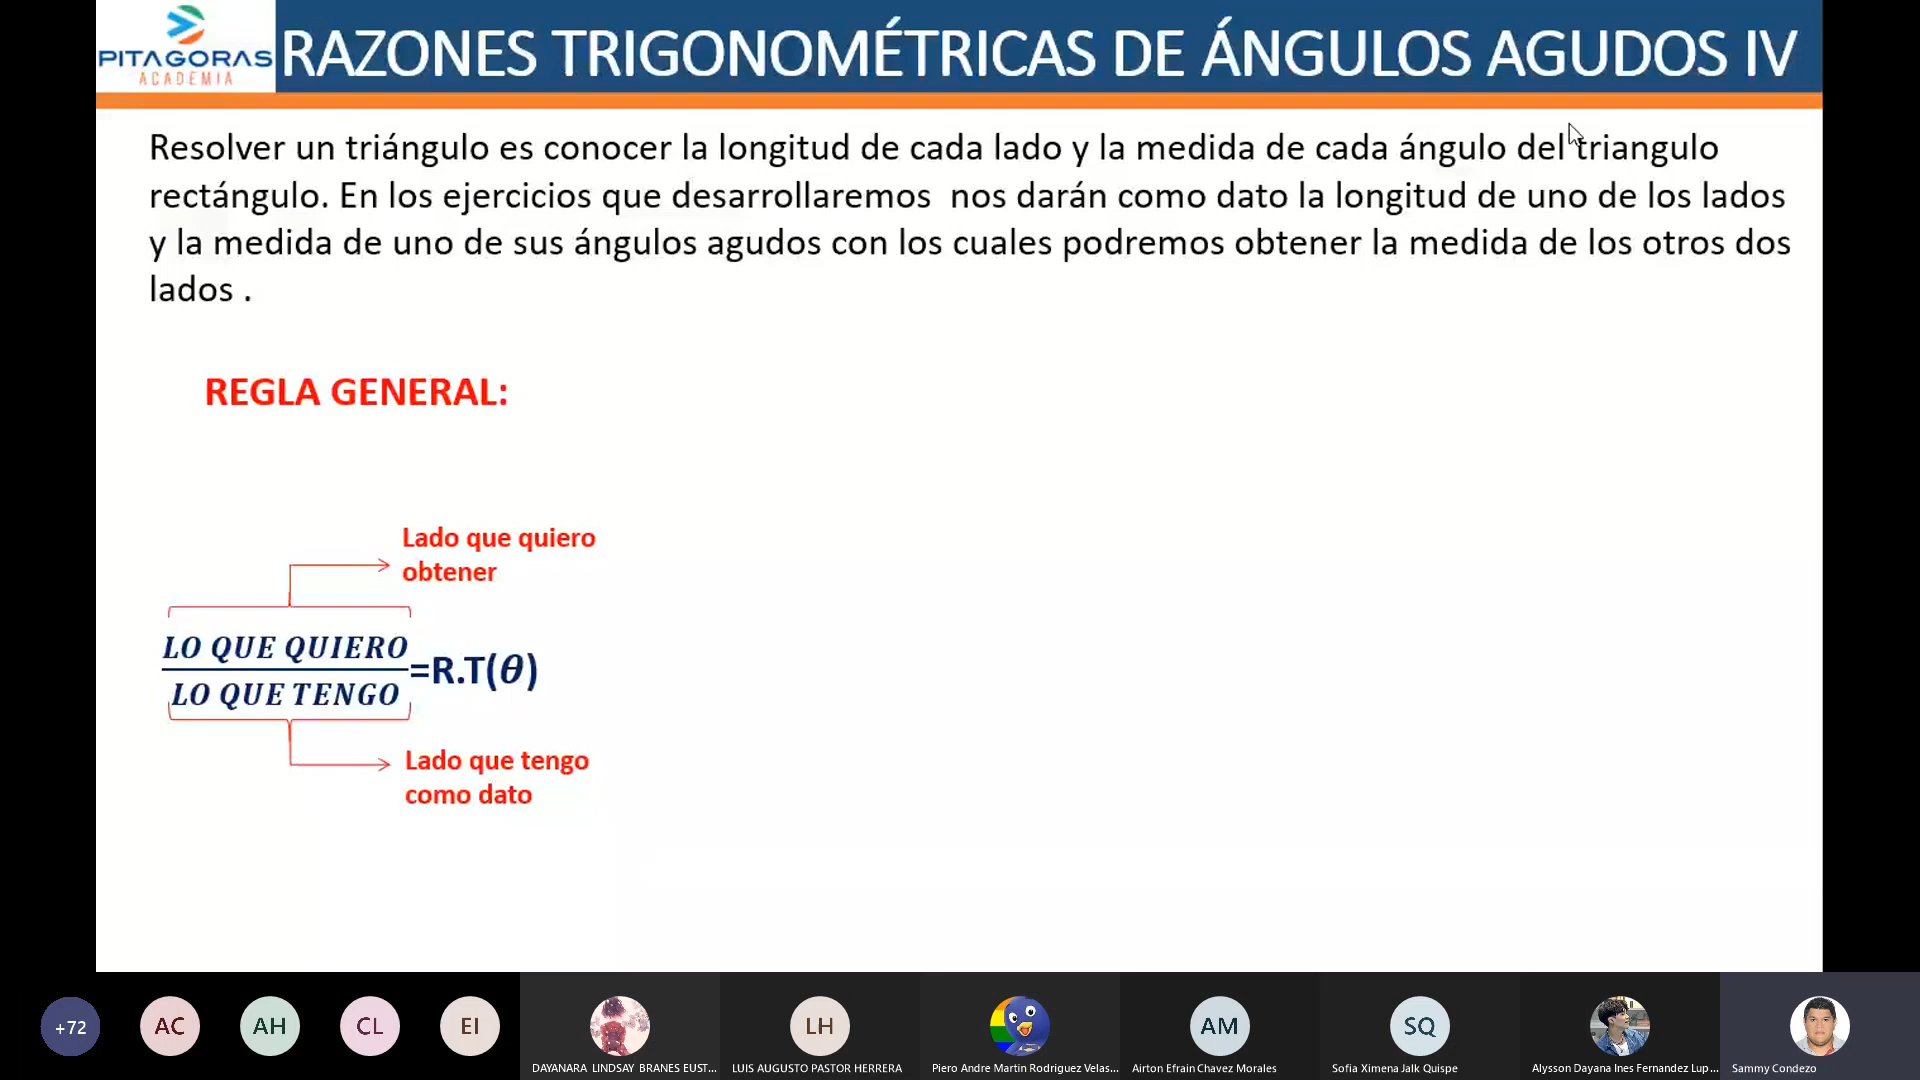 PITAGORAS
ACADEMIA
RAZONES TRIGONOMÉTRICAS DE ÁNGULOS AGUDOS IV
Resolver un triángulo es conocer la longitud de cada lado y la medida de cada ángulo del triangulo
rectángulo. En los ejercicios que desarrollaremos nos darán como dato la longitud de uno de los lados
y la medida de uno de sus ángulos agudos con los cuales podremos obtener la medida de los otros dos
lados .
REGLA GENERAL:
Lado que quiero
obtener
LO QUE QUIERO
LO QUE TENGO
=R.T(θ)
Lado que tengo
como dato
+72
AC
AH
CL
EI
LH
AM
SQ
DAYANARA LINDSAY BRANES EUST...
LUIS AUGUSTO PASTOR HERRERA
Piero Andre Martin Rodriguez Velas...
Airton Efrain Chavez Morales
Sofia Ximena Jalk Quispe
Alysson Dayana Ines Fernandez Lup...
Sammy Condezo